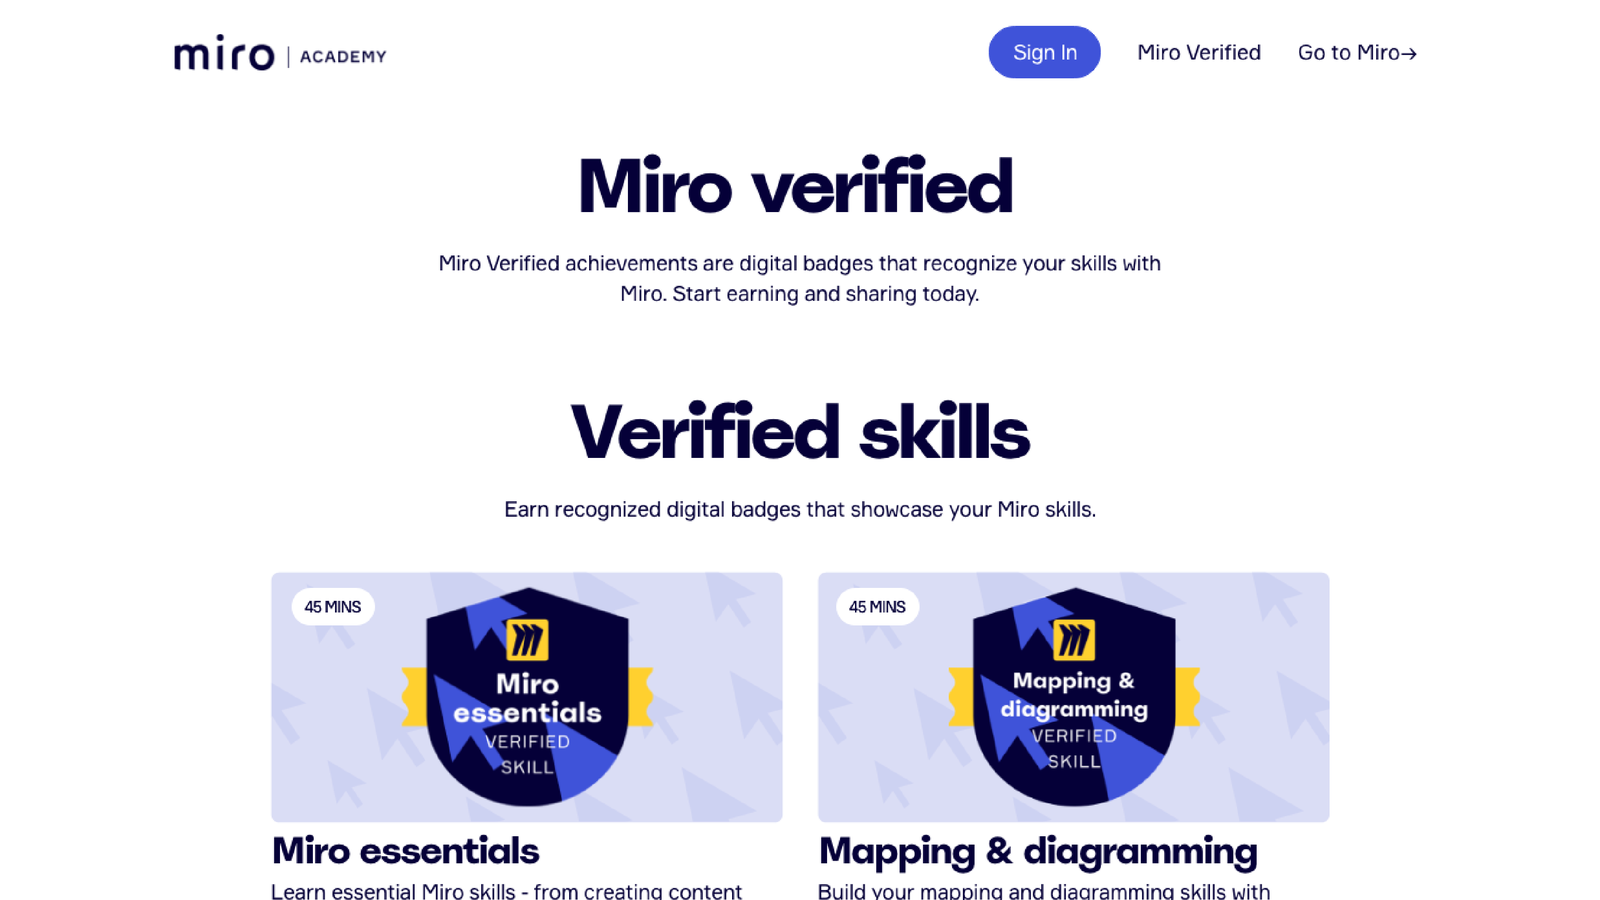 miro | ACADEMY
Sign In
Miro Verified
Go to Miro→
Miro verified
Miro Verified achievements are digital badges that recognize your skills with
Miro. Start earning and sharing today.
Verified skills
Earn recognized digital badges that showcase your Miro skills.
45 MINS
Miro
essentials
VERIFIED
SKILL
45 MINS
Mapping &
diagramming
VERIFIED
SKILL
Miro essentials
Learn essential Miro skills - from creating content
Mapping & diagramming
Build your mapping and diagramming skills with